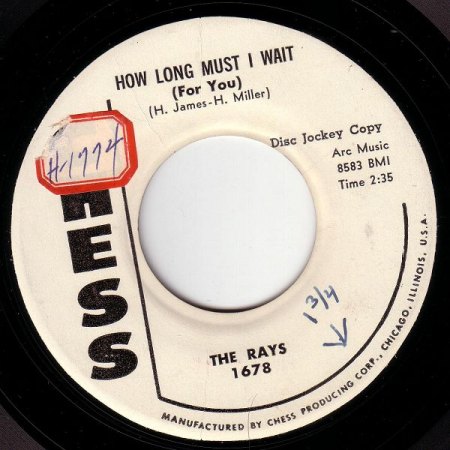 HOW LONG MUST I WAIT
(For You)
(H. James-H. Miller)
H-1774
HESS
Disc Jockey Copy
Arc Music
8583 BMI
Time 2:35
1 3/4
THE RAYS
1678
MANUFACTURED BY CHESS PRODUCING CORP., CHICAGO, ILLINOIS, U.S.A.